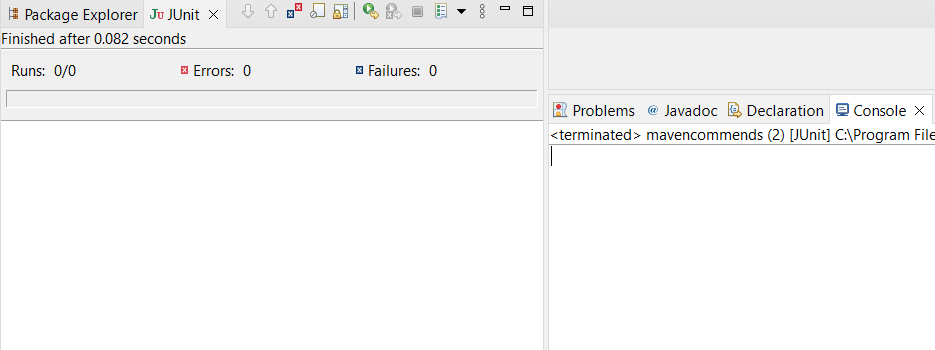 Package Explorer JU JUnit
Finished after 0.082 seconds
Runs: 0/0 Errors: 0 Failures: 0
Problems @ Javadoc Declaration Console
<terminated> mavencommends (2) [JUnit] C:\Program File